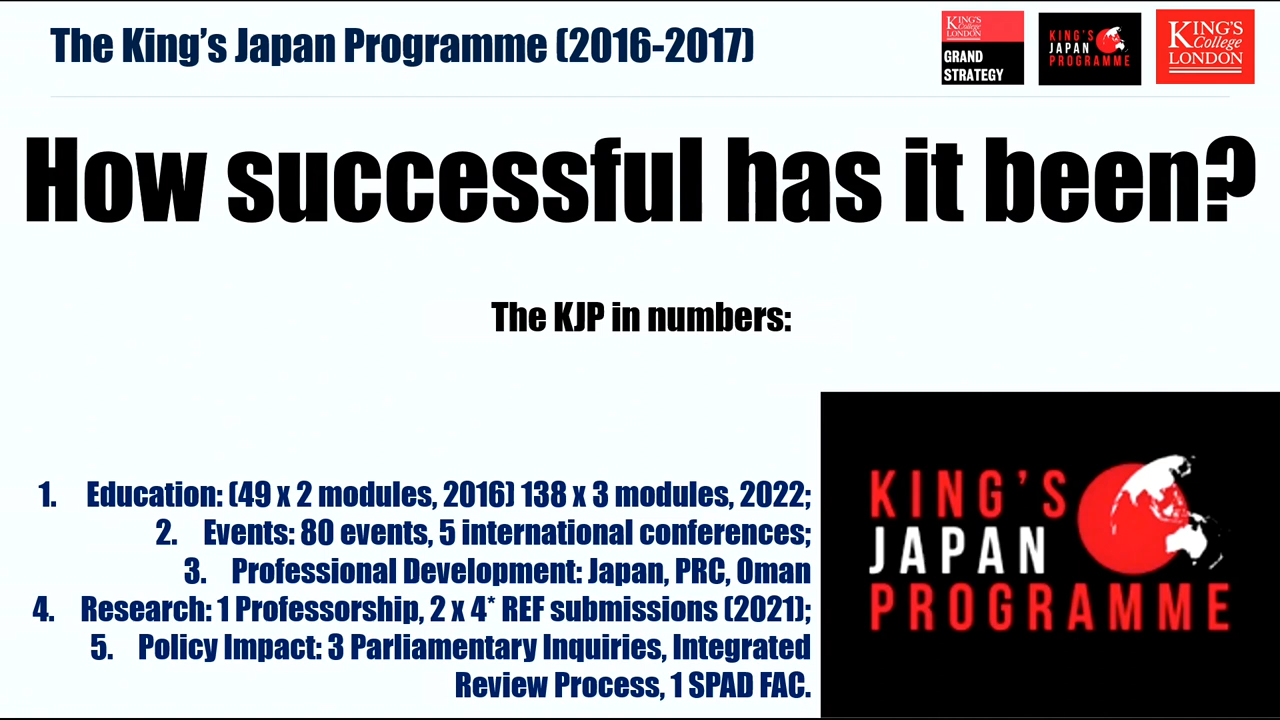 The King's Japan Programme (2016-2017)
KING'S
College
LONDON
GRAND
STRATEGY
KING'S
JAPAN
PROGRAMME
KING'S
College
LONDON
How successful has it been?
The KJP in numbers:
1. Education: (49 x 2 modules, 2016) 138 x 3 modules, 2022;
2. Events: 80 events, 5 international conferences;
3. Professional Development: Japan, PRC, Oman
4. Research: 1 Professorship, 2 x 4* REF submissions (2021);
5. Policy Impact: 3 Parliamentary Inquiries, Integrated
Review Process, 1 SPAD FAC.
KING'S
JAPAN
PROGRAMME